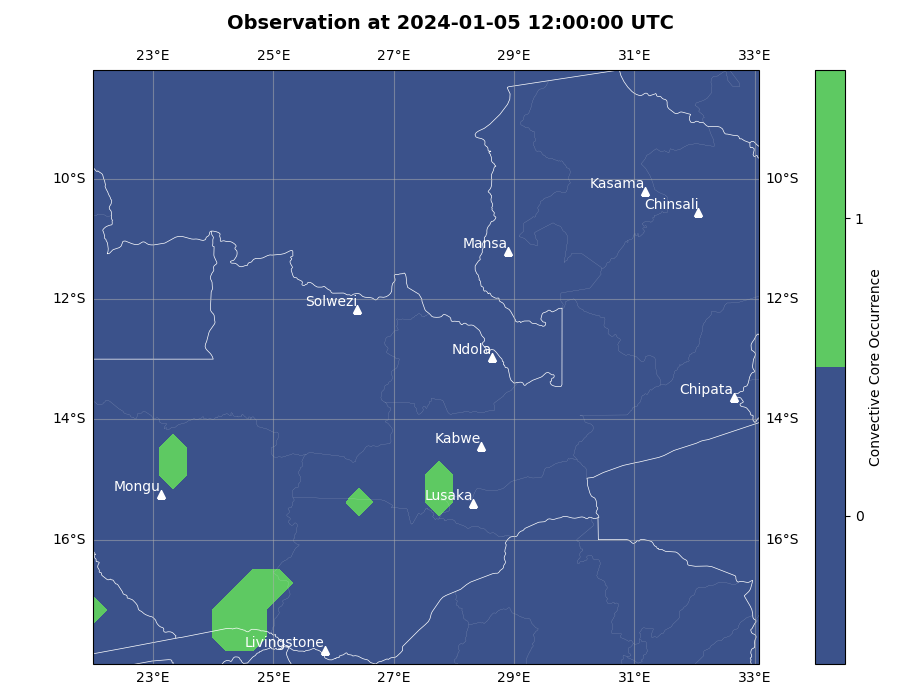 Observation at 2024-01-05 12:00:00 UTC
23°E 25°E 27°E 29°E 31°E 33°E
10°S 10°S
Kasama
Chinsali
1
Mansa
12°S 12°S
Solwezi
Ndola
Chipata
14°S 14°S
Kabwe
Mongu
Lusaka
0
16°S 16°S
Livingstone
23°E 25°E 27°E 29°E 31°E 33°E
Convective Core Occurrence